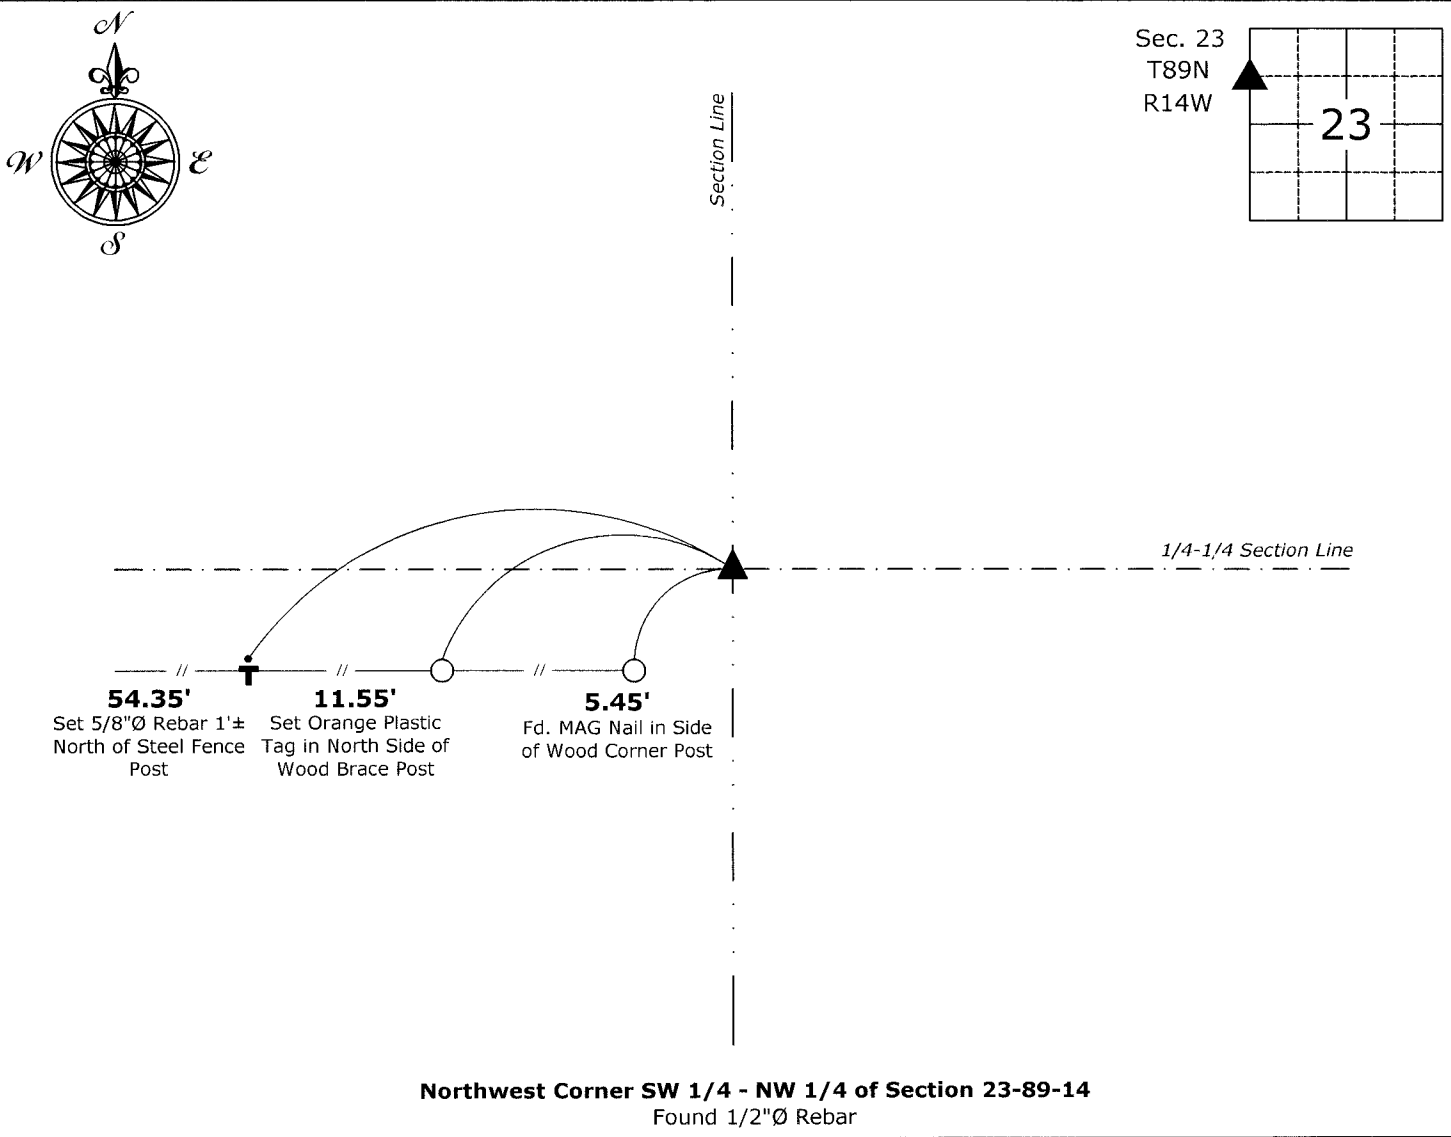 N
W
E
S
Sec. 23
T89N
R14W
23
Section Line
1/4-1/4 Section Line
54.35'
Set 5/8"Ø Rebar 1'±
North of Steel Fence
Post
11.55'
Set Orange Plastic
Tag in North Side of
Wood Brace Post
5.45'
Fd. MAG Nail in Side
of Wood Corner Post
Northwest Corner SW 1/4 - NW 1/4 of Section 23-89-14
Found 1/2"Ø Rebar